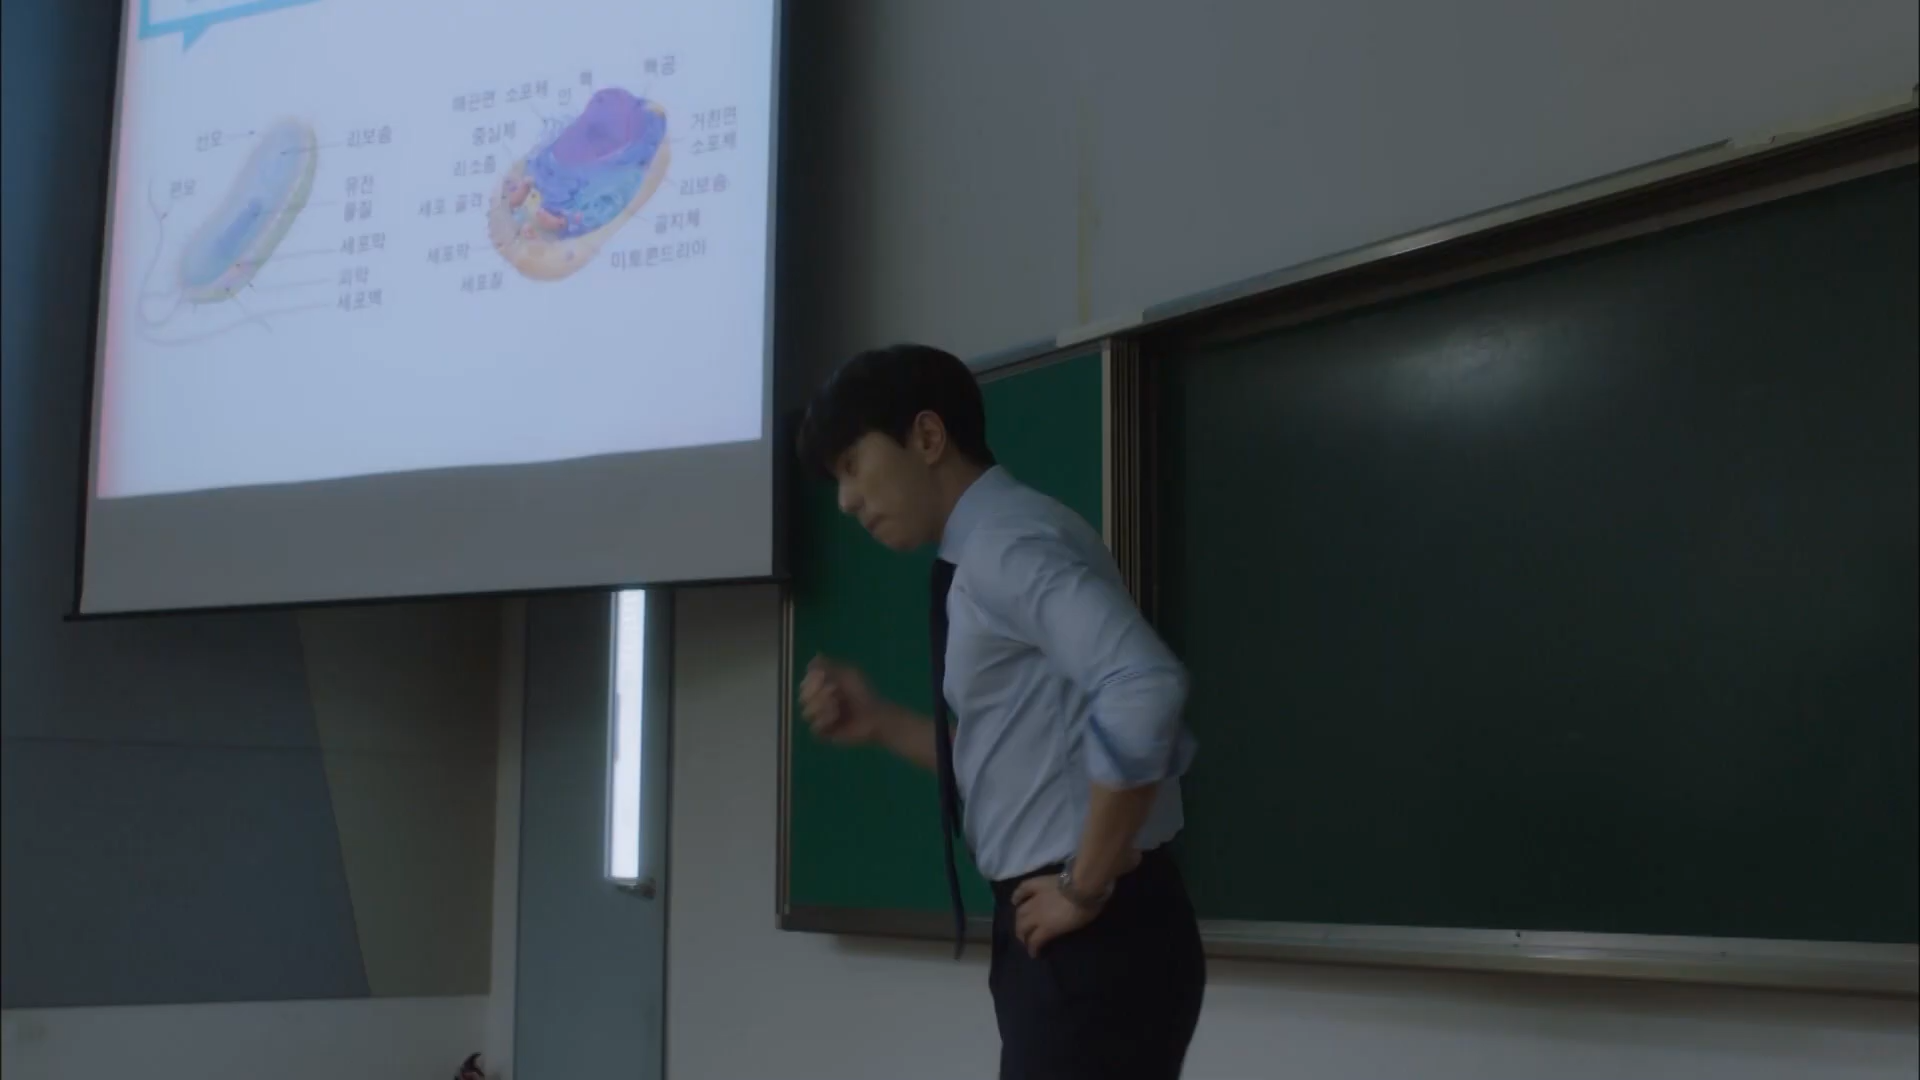 선모
리보솜
편모
유전
물질
세포막
피막
세포벽
매끈면 소포체
인
핵
핵공
중심체
거친면
소포체
리소좀
리보솜
세포 골격
골지체
세포막
미토콘드리아
세포질